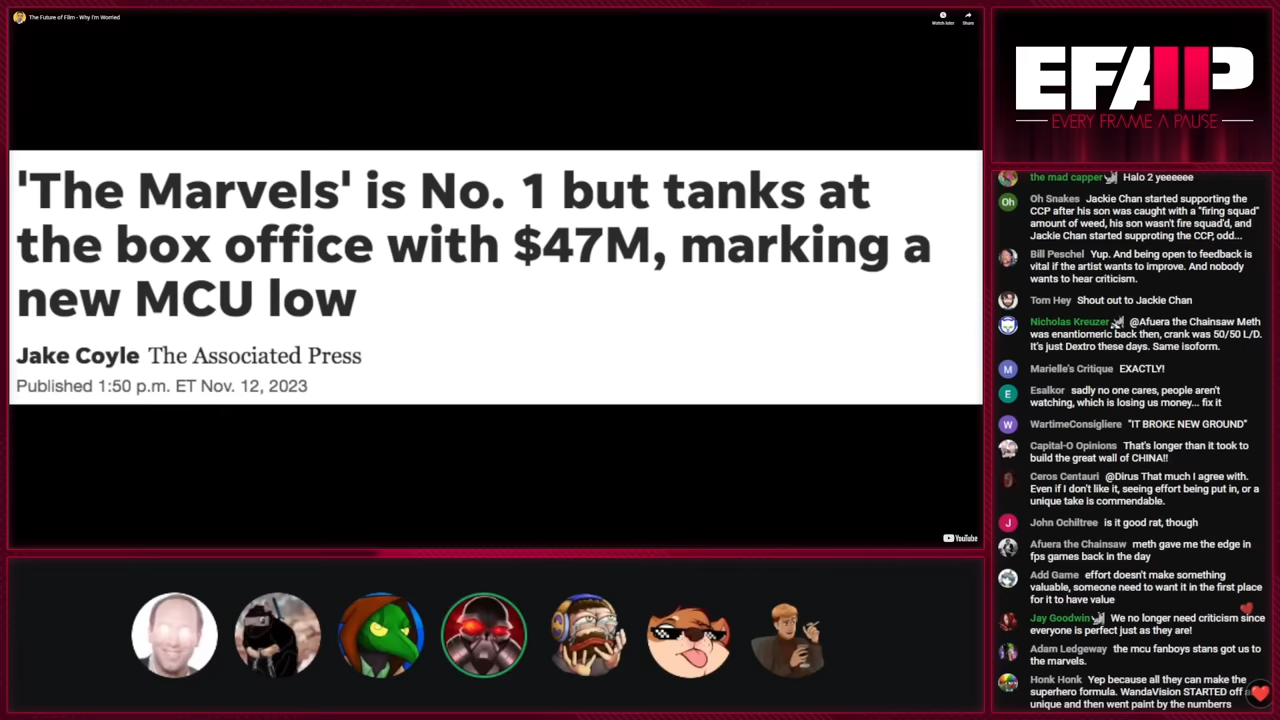 The Future of Film - Why I'm Worried
Watch later
Share
'The Marvels' is No. 1 but tanks at
the box office with $47M, marking a
new MCU low
Jake Coyle The Associated Press
Published 1:50 p.m. ET Nov. 12, 2023
YouTube
EFAP
EVERY FRAME A PAUSE
the mad capper Halo 2 yeeeeee
Oh Snakes Jackie Chan started supporting the
CCP after his son was caught with a "firing squad"
amount of weed, his son wasn't fire squad'd, and
Jackie Chan started supproting the CCP, odd...
Bill Peschel Yup. And being open to feedback is
vital if the artist wants to improve. And nobody
wants to hear criticism.
Tom Hey Shout out to Jackie Chan
Nicholas Kreuzer @Afuera the Chainsaw Meth
was enantiomeric back then, crank was 50/50 L/D.
It's just Dextro these days. Same isoform.
Marielle's Critique EXACTLY!
Esalkor sadly no one cares, people aren't
watching, which is losing us money... fix it
WartimeConsigliere "IT BROKE NEW GROUND"
Capital-O Opinions That's longer than it took to
build the great wall of CHINA!!
Ceros Centauri @Dirus That much I agree with.
Even if I don't like it, seeing effort being put in, or a
unique take is commendable.
John Ochiltree is it good rat, though
Afuera the Chainsaw meth gave me the edge in
fps games back in the day
Add Game effort doesn't make something
valuable, someone need to want it in the first place
for it to have value
Jay Goodwin We no longer need criticism since
everyone is perfect just as they are!
Adam Ledgeway the mcu fanboys stans got us to
the marvels.
Honk Honk Yep because all they can make the
superhero formula. WandaVision STARTED off a
unique and then went paint by the numberrs